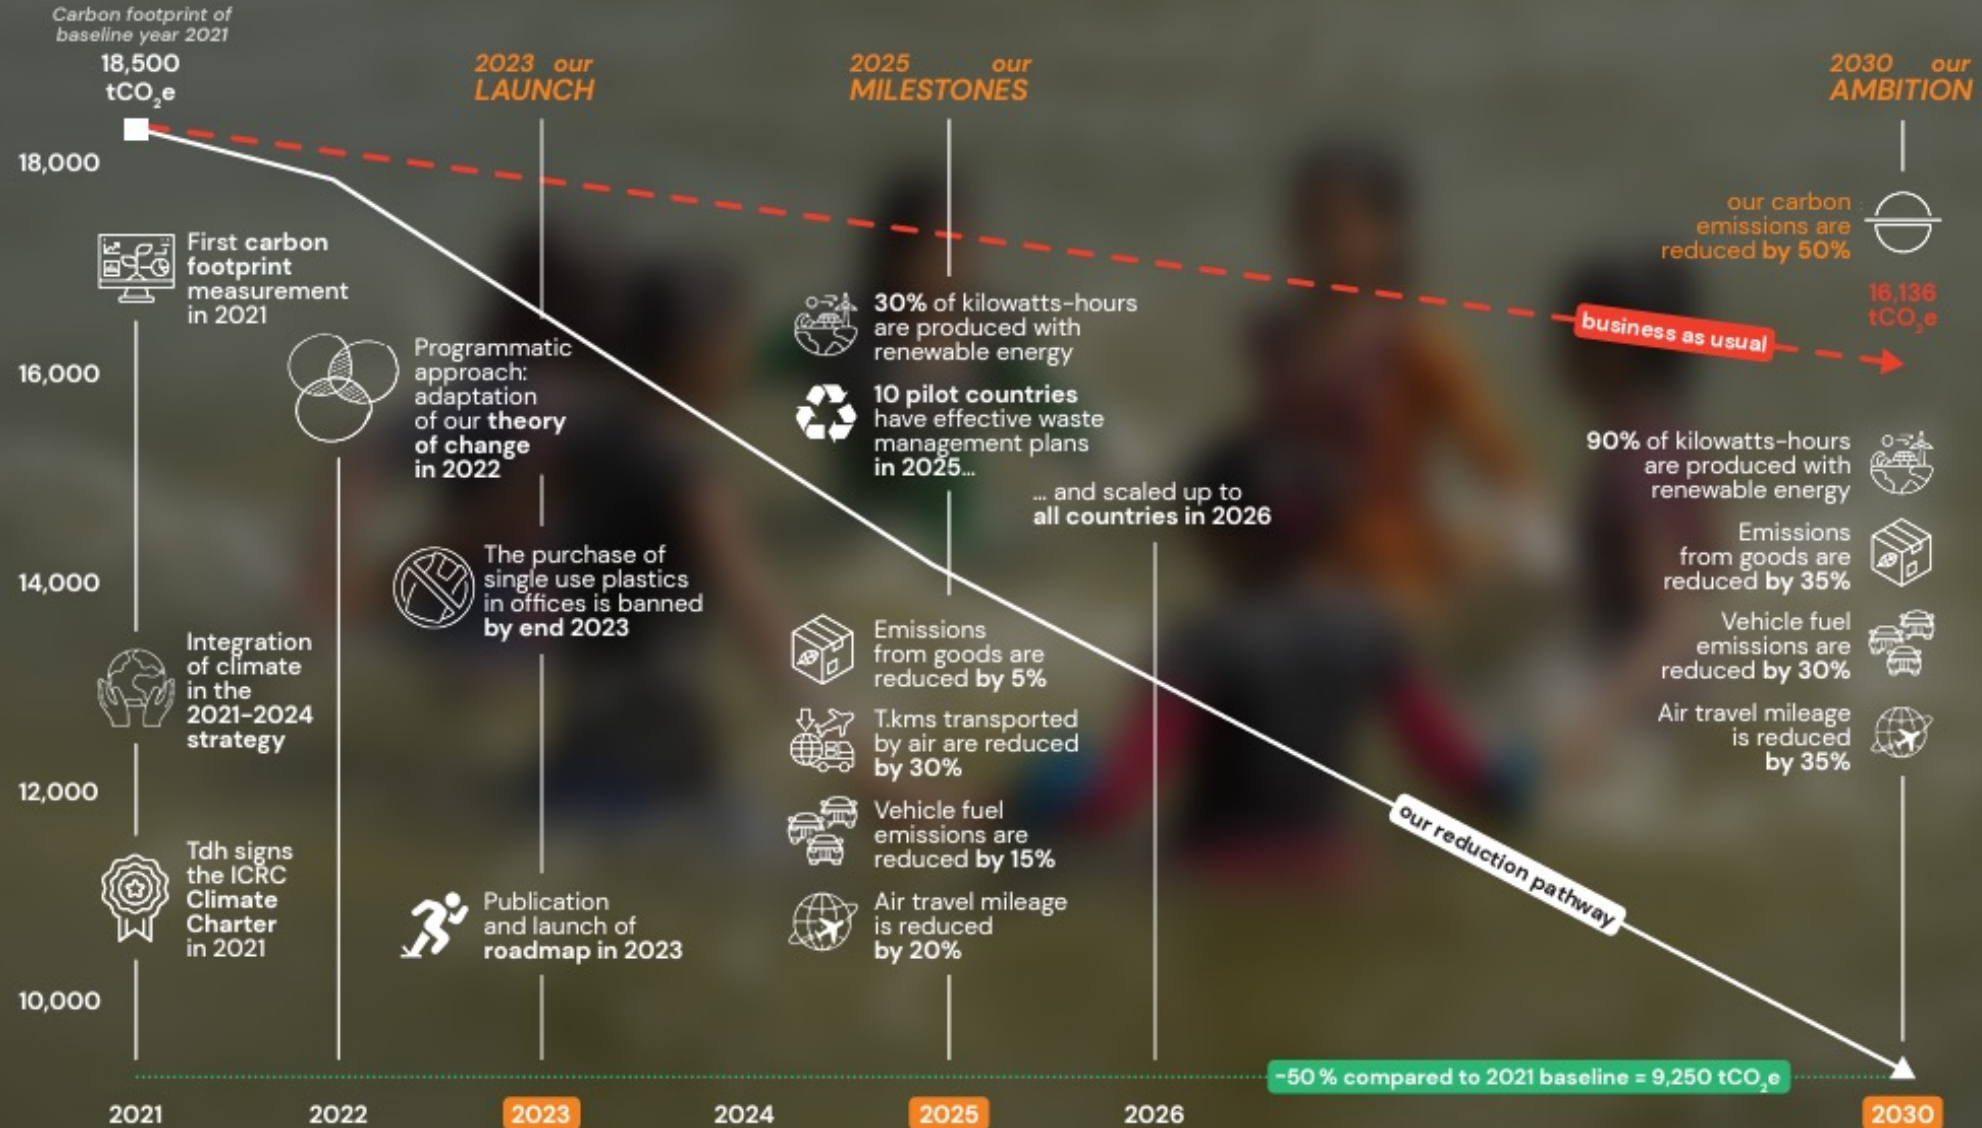 Carbon footprint of
baseline year 2021
18,500
tCO₂e
2023 our
LAUNCH
2025 our
MILESTONES
2030 our
AMBITION
18,000
16,000
14,000
12,000
10,000
First carbon
footprint
measurement
in 2021
Integration
of climate
in the
2021-2024
strategy
Tdh signs
the ICRC
Climate
Charter
in 2021
Programmatic
approach:
adaptation
of our theory
of change
in 2022
The purchase of
single use plastics
in offices is banned
by end 2023
Publication
and launch of
roadmap in 2023
30% of kilowatts-hours
are produced with
renewable energy
10 pilot countries
have effective waste
management plans
in 2025...
... and scaled up to
all countries in 2026
Emissions
from goods are
reduced by 5%
T.kms transported
by air are reduced
by 30%
Vehicle fuel
emissions are
reduced by 15%
Air travel mileage
is reduced
by 20%
our carbon
emissions are
reduced by 50%
16,136
tCO₂e
business as usual
90% of kilowatts-hours
are produced with
renewable energy
Emissions
from goods are
reduced by 35%
Vehicle fuel
emissions are
reduced by 30%
Air travel mileage
is reduced
by 35%
our reduction pathway
-50 % compared to 2021 baseline = 9,250 tCO₂e
2021
2022
2023
2024
2025
2026
2030